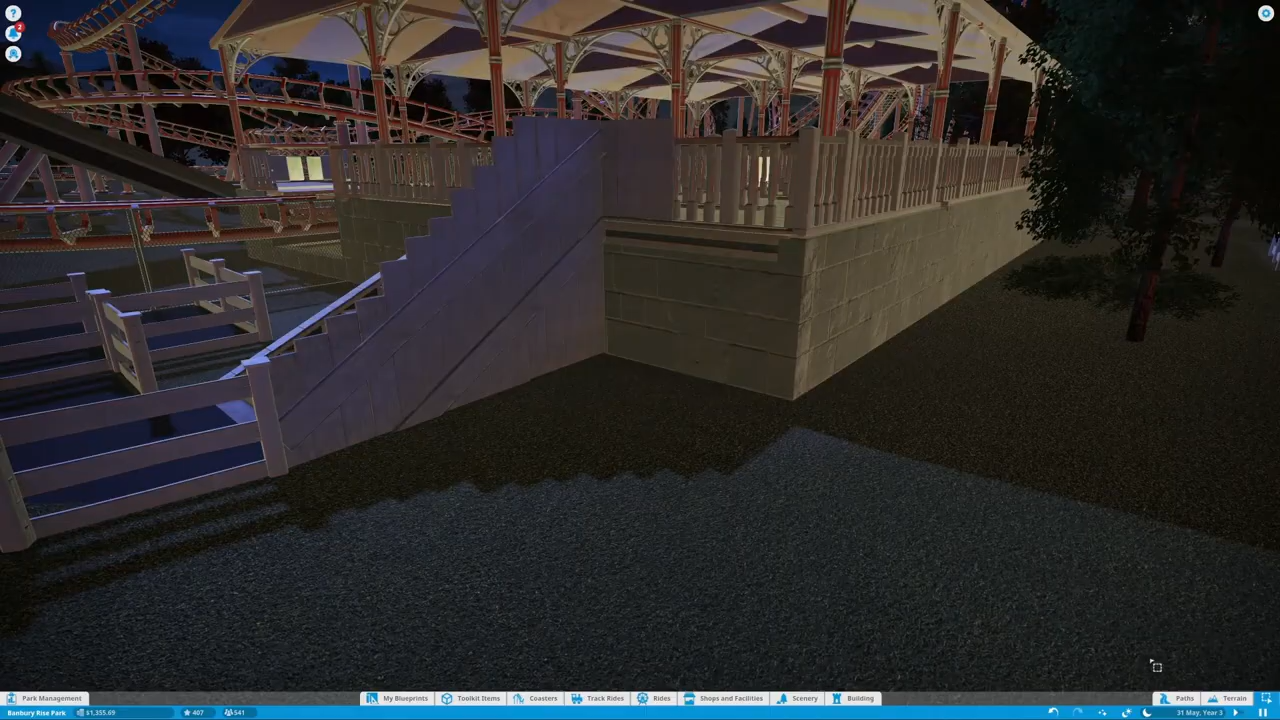 ?
2
Park Management
My Blueprints
Toolkit Items
Coasters
Track Rides
Rides
Shops and Facilities
Scenery
Building
Paths
Terrain
Banbury Rise Park
$1,355.69
407
541
31 May, Year 3